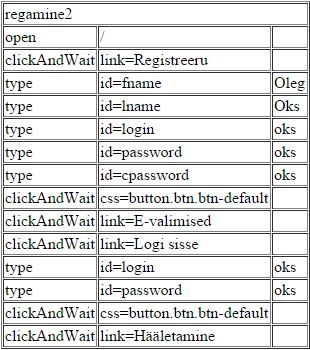 regamine2
open /
clickAndWait link=Registreeru
type id=fname Oleg
type id=lname Oks
type id=login oks
type id=password oks
type id=cpassword oks
clickAndWait css=button.btn.btn-default
clickAndWait link=E-valimised
clickAndWait link=Logi sisse
type id=login oks
type id=password oks
clickAndWait css=button.btn.btn-default
clickAndWait link=Hääletamine